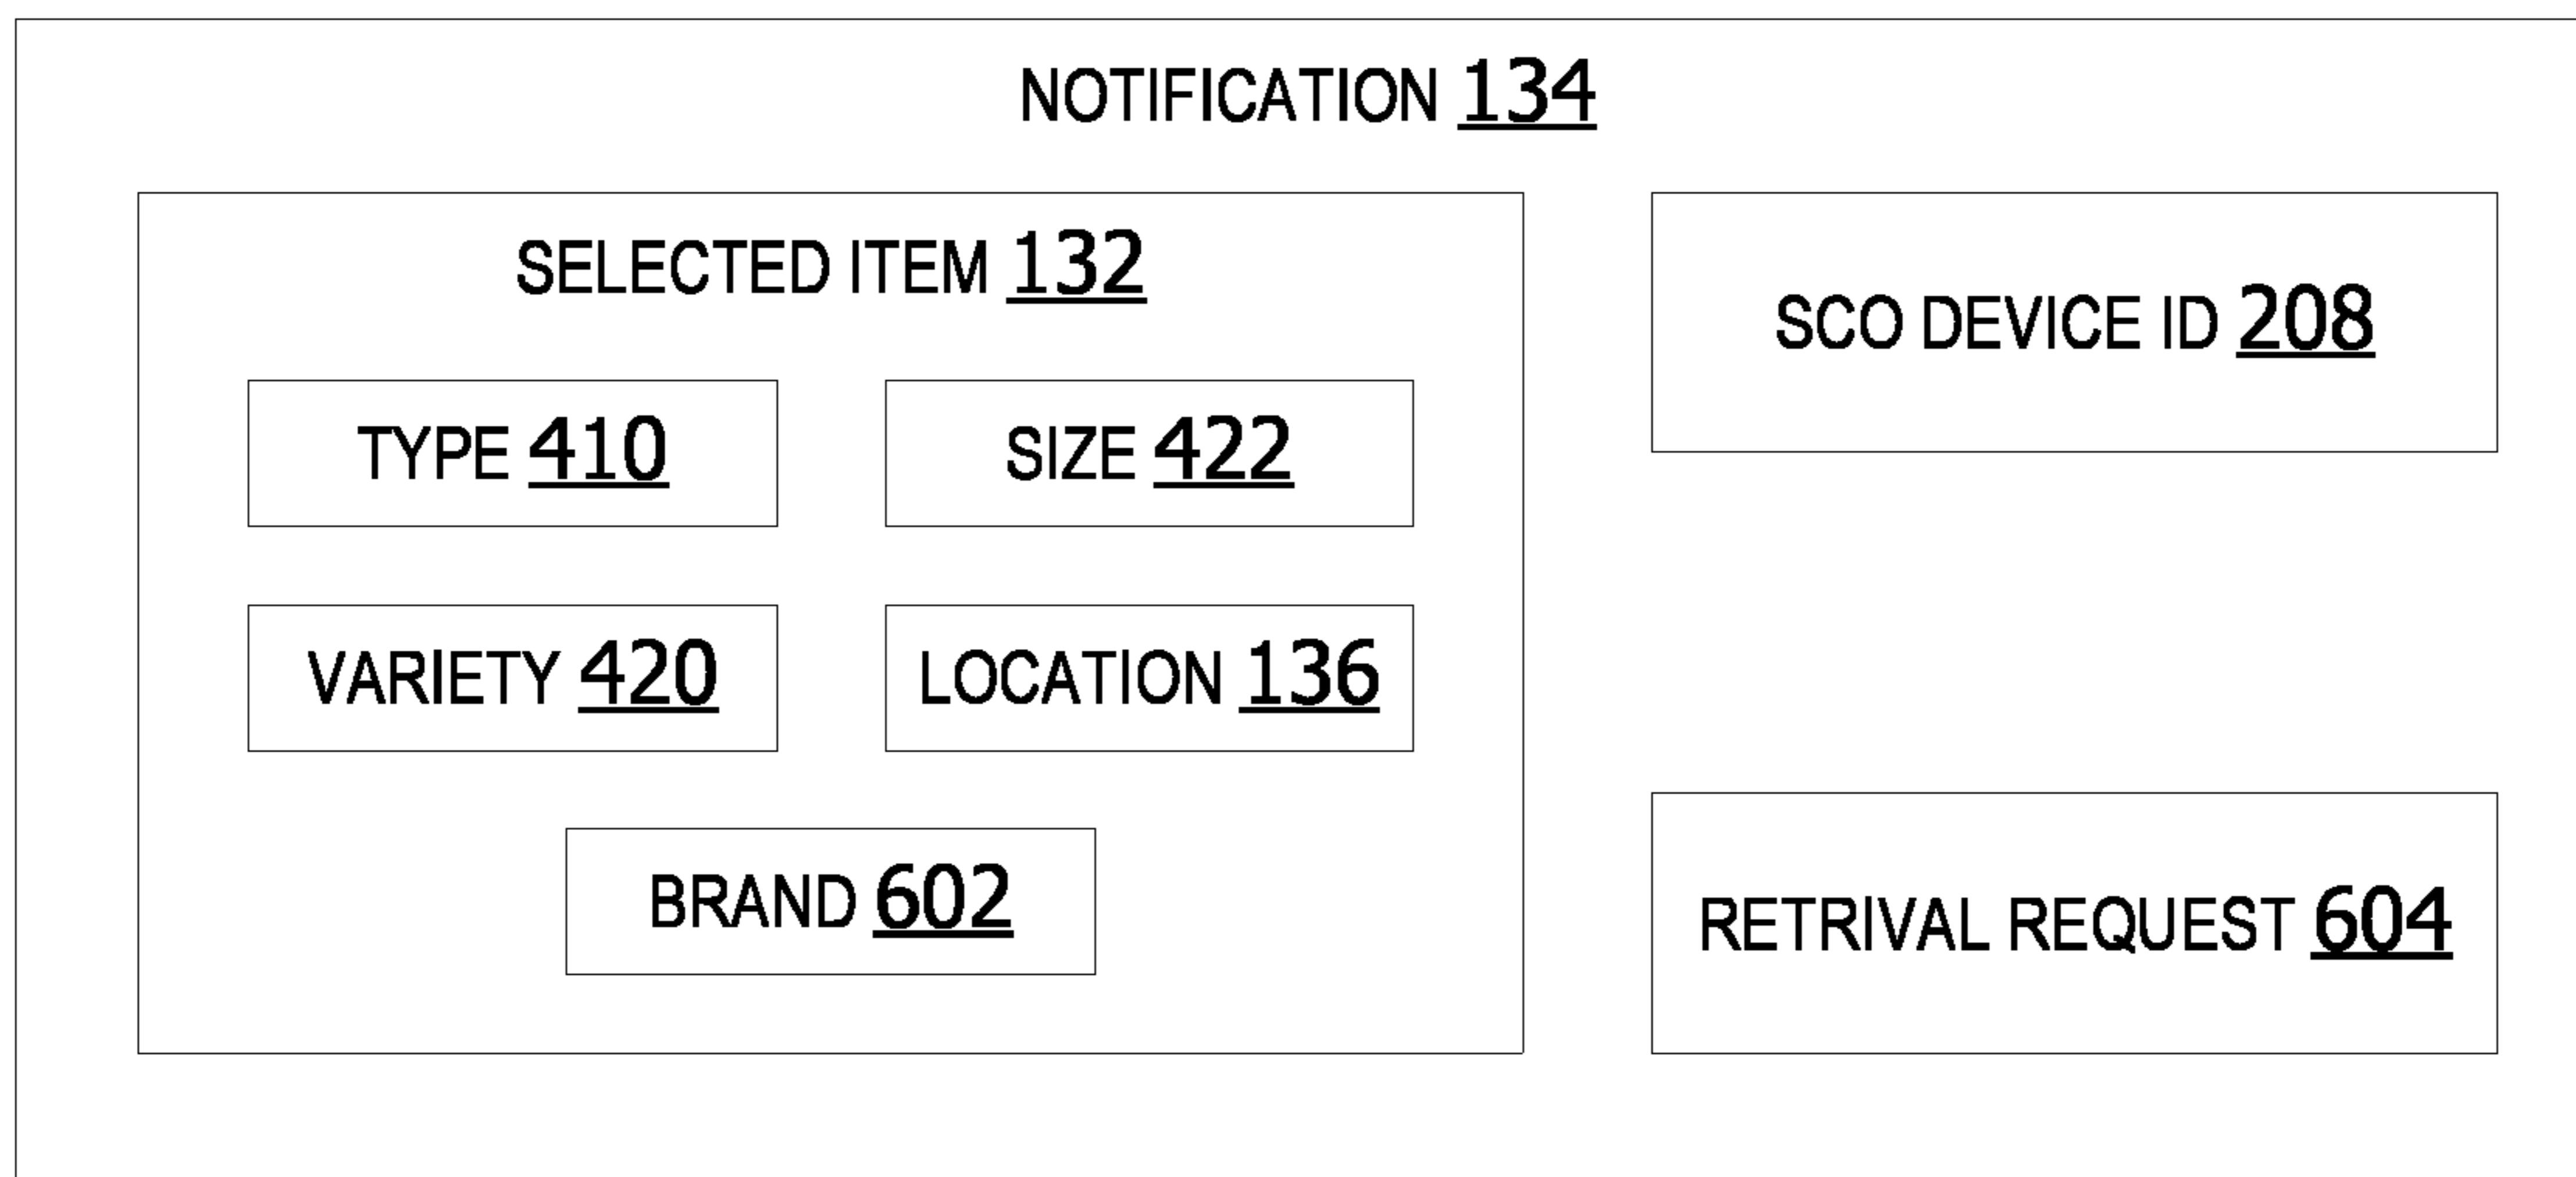 NOTIFICATION 134
SELECTED ITEM 132
TYPE 410
SIZE 422
VARIETY 420
LOCATION 136
BRAND 602
SCO DEVICE ID 208
RETRIVAL REQUEST 604